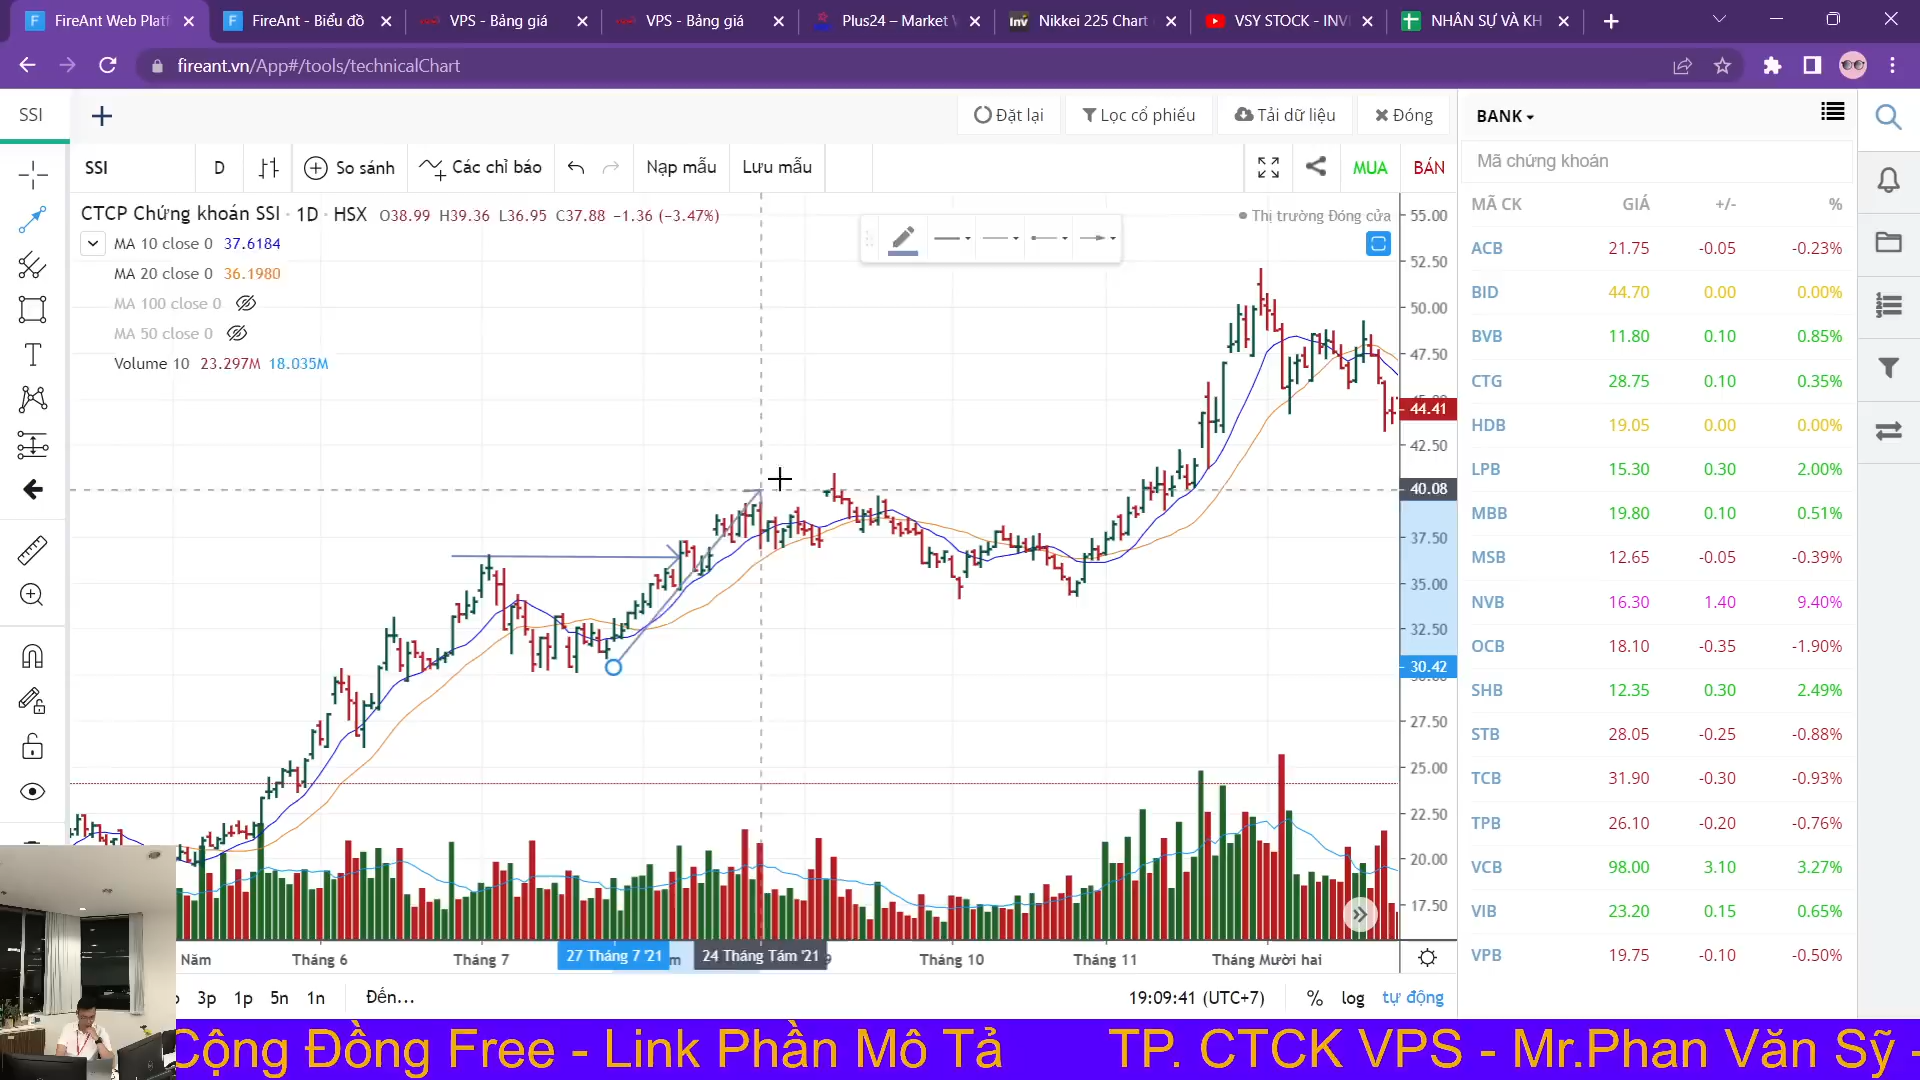 FireAnt Web Platf
FireAnt - Biểu đồ
VPS - Bảng giá
VPS - Bảng giá
Plus24 – Market
Nikkei 225 Chart
VSY STOCK - INV
NHÂN SỰ VÀ KH
fireant.vn/App#/tools/technicalChart
SSI
Đặt lại
Lọc cổ phiếu
Tải dữ liệu
Đóng
BANK
SSI
D
So sánh
Các chỉ báo
Nạp mẫu
Lưu mẫu
MUA
BÁN
Mã chứng khoán
CTCP Chứng khoán SSI · 1D · HSX O38.99 H39.36 L36.95 C37.88 -1.36 (-3.47%)
Thị trường Đóng cửa
MA 10 close 0 37.6184
MA 20 close 0 36.1980
MA 100 close 0
MA 50 close 0
Volume 10 23.297M 18.035M
55.00
52.50
50.00
47.50
44.41
42.50
40.08
37.50
35.00
32.50
30.42
27.50
25.00
22.50
20.00
17.50
MÃ CK GIÁ +/- %
ACB 21.75 -0.05 -0.23%
BID 44.70 0.00 0.00%
BVB 11.80 0.10 0.85%
CTG 28.75 0.10 0.35%
HDB 19.05 0.00 0.00%
LPB 15.30 0.30 2.00%
MBB 19.80 0.10 0.51%
MSB 12.65 -0.05 -0.39%
NVB 16.30 1.40 9.40%
OCB 18.10 -0.35 -1.90%
SHB 12.35 0.30 2.49%
STB 28.05 -0.25 -0.88%
TCB 31.90 -0.30 -0.93%
TPB 26.10 -0.20 -0.76%
VCB 98.00 3.10 3.27%
VIB 23.20 0.15 0.65%
VPB 19.75 -0.10 -0.50%
Năm
Tháng 6
Tháng 7
27 Tháng 7 '21
24 Tháng Tám '21
Tháng 10
Tháng 11
Tháng Mười hai
3p 1p 5n 1n Đến...
19:09:41 (UTC+7) % log tự động
Cộng Đồng Free - Link Phần Mô Tả TP. CTCK VPS - Mr.Phan Văn Sỹ -